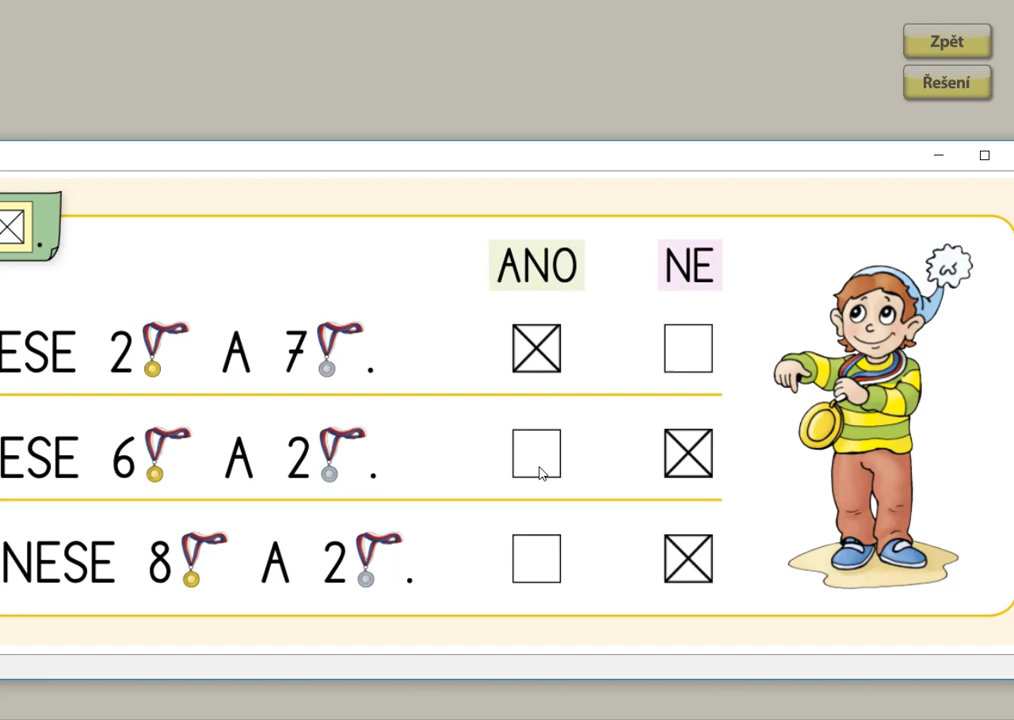 Zpět
Řešení
.
ANO NE
ESE 2 A 7 .
ESE 6 A 2 .
NESE 8 A 2 .